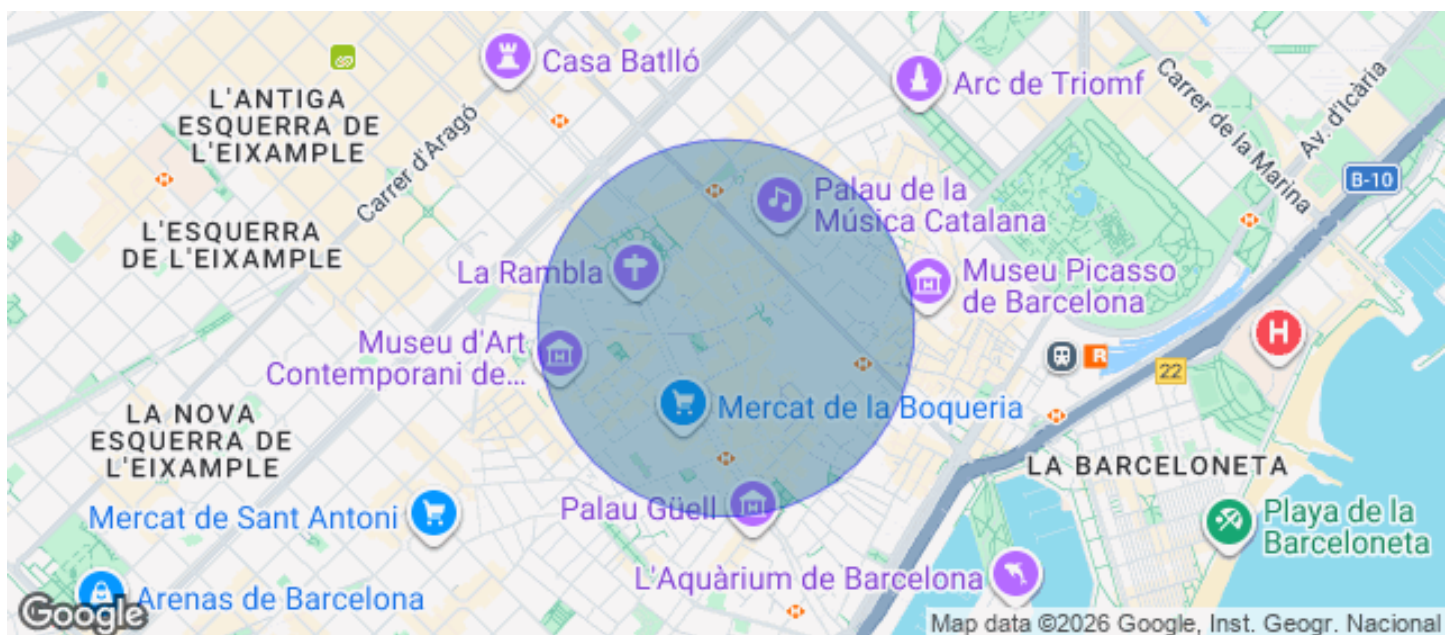 Casa Batlló
Arc de Triomf
Carrer de la Marina
Av. d'Icària
L'ANTIGA
ESQUERRA DE
L'EIXAMPLE
Carrer d'Aragó
B-10
Palau de la
Música Catalana
L'ESQUERRA
DE L'EIXAMPLE
La Rambla
Museu Picasso
de Barcelona
Museu d'Art
Contemporani de...
H
R
22
Mercat de la Boqueria
LA NOVA
ESQUERRA DE
L'EIXAMPLE
LA BARCELONETA
Mercat de Sant Antoni
Palau Güell
Playa de la
Barceloneta
L'Aquàrium de Barcelona
Arenas de Barcelona
Google
Map data ©2026 Google, Inst. Geogr. Nacional